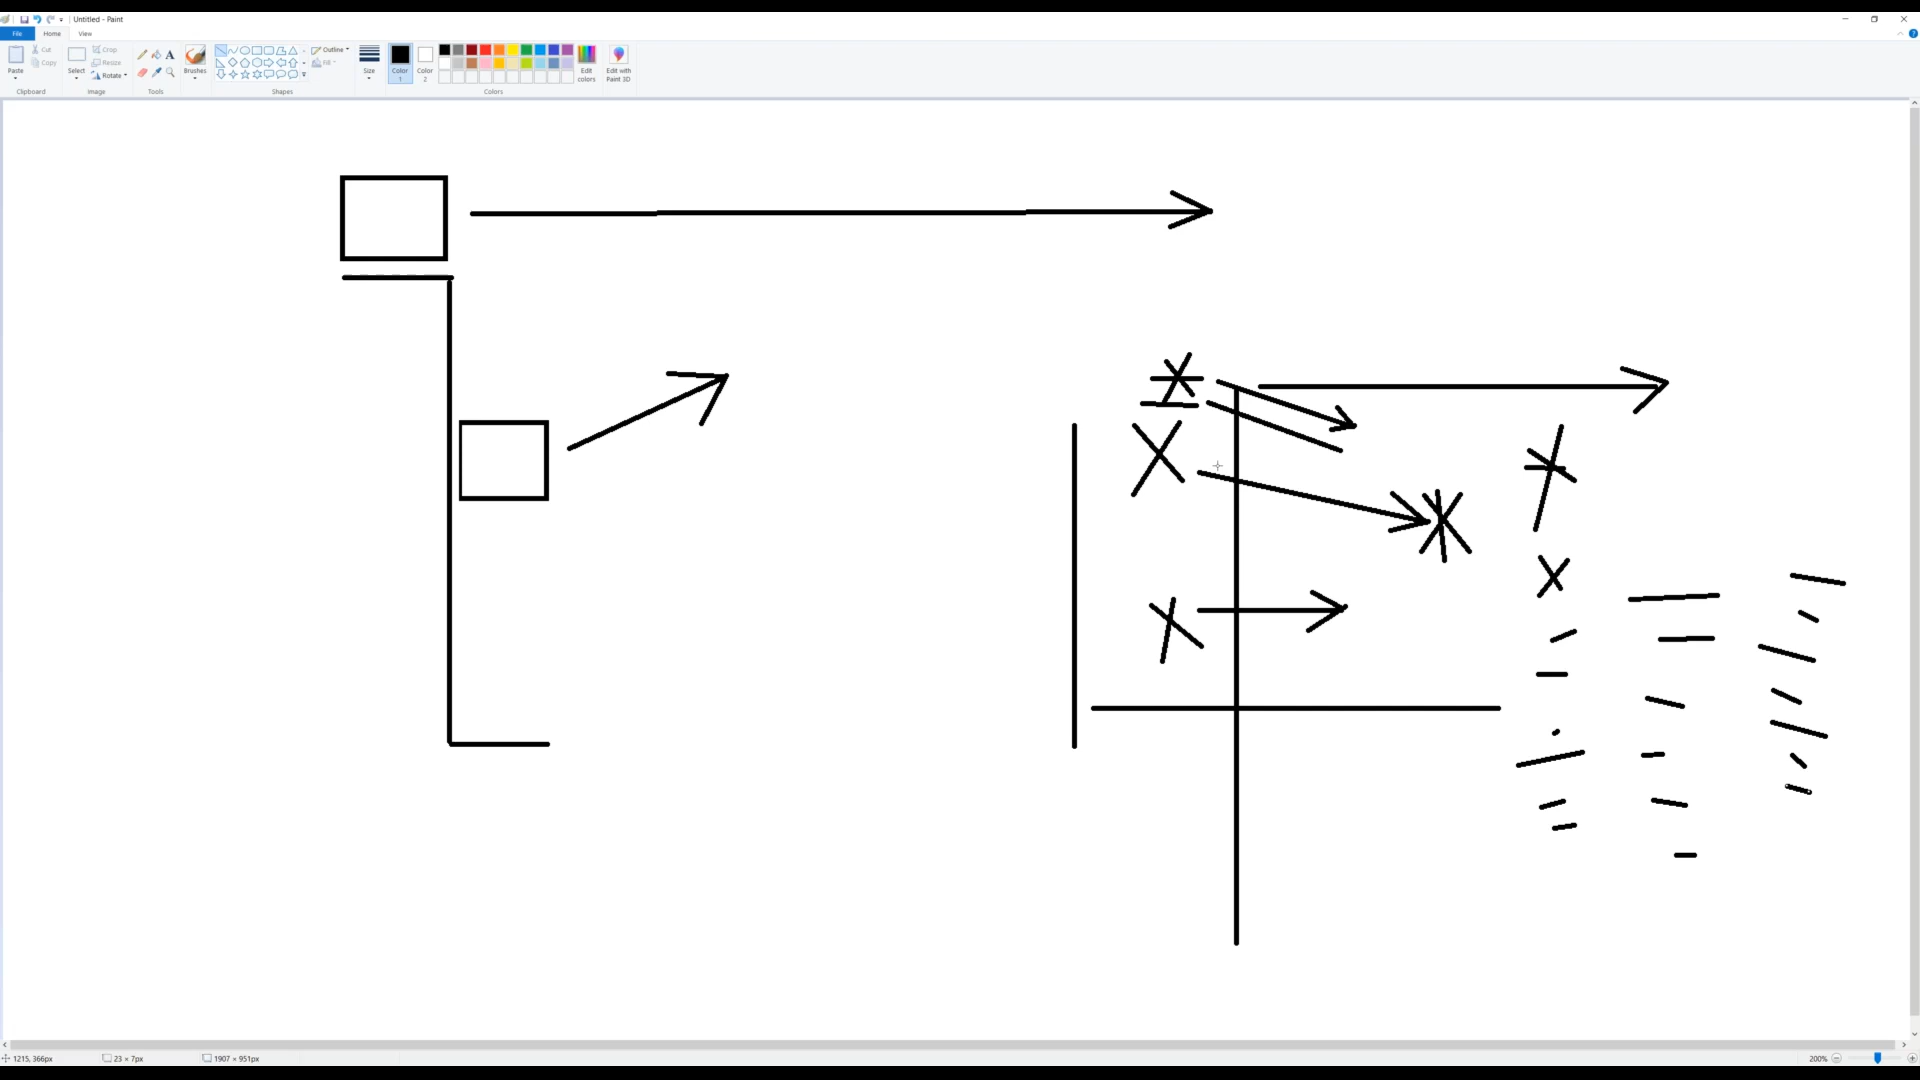 Untitled - Paint
File Home View
Paste
Cut
Copy
Clipboard
Select
Crop
Resize
Rotate
Image
Tools
Brushes
Shapes
Outline
Fill
Size
Color 1
Color 2
Colors
Edit colors
Edit with Paint 3D
1215, 366px
23 × 7px
1907 × 951px
200%